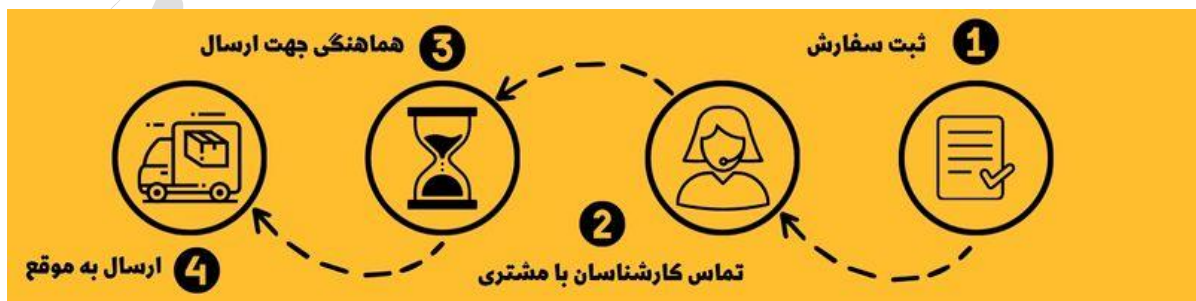 1 ثبت سفارش
2 تماس کارشناسان با مشتری
3 هماهنگی جهت ارسال
4 ارسال به موقع